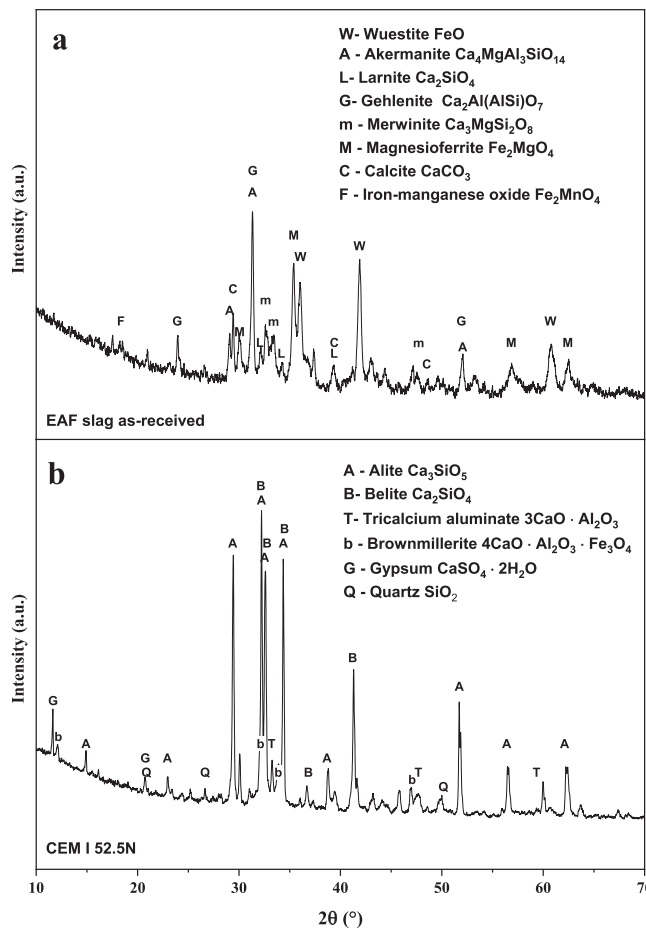 a
W- Wuestite FeO
A - Akermanite Ca₄MgAl₃SiO₁₄
L- Larnite Ca₂SiO₄
G- Gehlenite Ca₂Al(AlSi)O₇
m - Merwinite Ca₃MgSi₂O₈
M - Magnesioferrite Fe₂MgO₄
C - Calcite CaCO₃
F - Iron-manganese oxide Fe₂MnO₄
Intensity (a.u.)
G
A
M
W
W
C
A
M
m
m
L
L
F
G
C
L
m
C
G
A
M
W
M
EAF slag as-received
b
A - Alite Ca₃SiO₅
B- Belite Ca₂SiO₄
T- Tricalcium aluminate 3CaO · Al₂O₃
b- Brownmillerite 4CaO · Al₂O₃ · Fe₃O₄
G - Gypsum CaSO₄ · 2H₂O
Q - Quartz SiO₂
Intensity (a.u.)
B
A
B
A
B
A
A
B
A
G
b
A
G
Q
A
Q
b
T
b
B
A
b
T
Q
A
T
A
CEM I 52.5N
10 20 30 40 50 60 70
2θ (°)